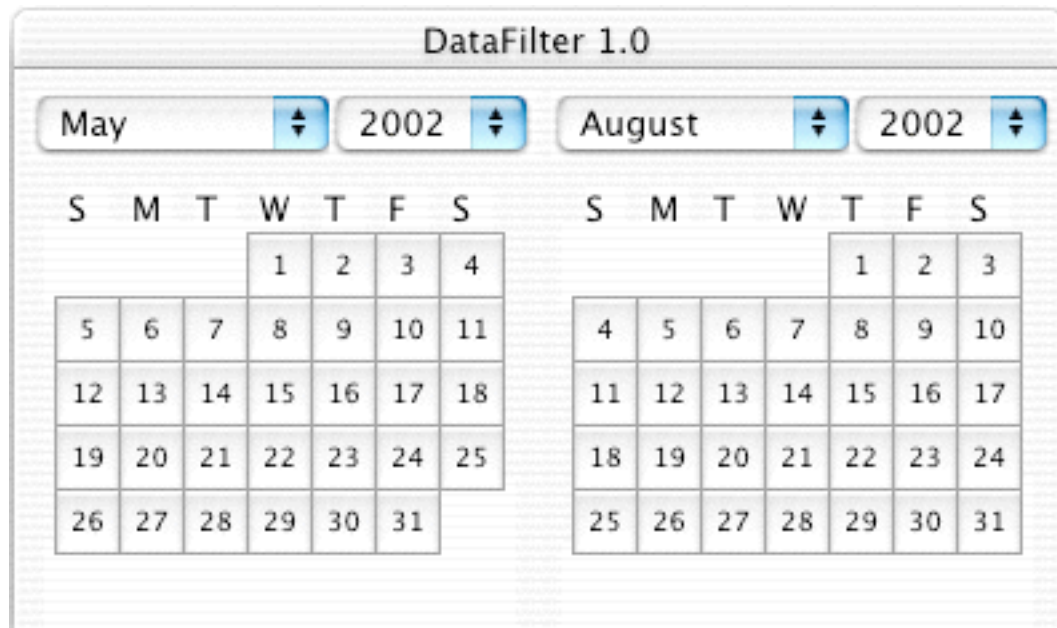 DataFilter 1.0
May 2002 August 2002
S M T W T F S S M T W T F S
1 2 3 4 1 2 3
5 6 7 8 9 10 11 4 5 6 7 8 9 10
12 13 14 15 16 17 18 11 12 13 14 15 16 17
19 20 21 22 23 24 25 18 19 20 21 22 23 24
26 27 28 29 30 31 25 26 27 28 29 30 31